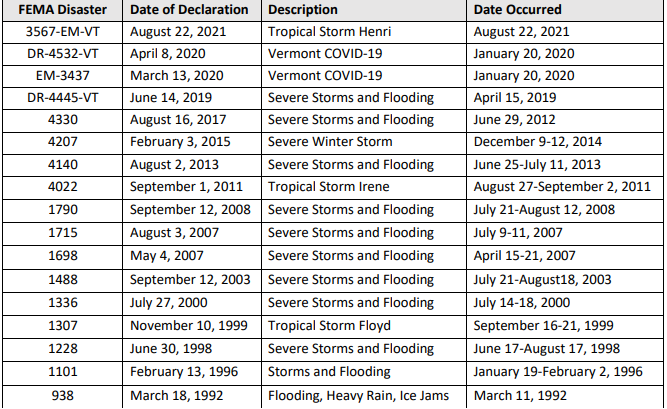 FEMA Disaster Date of Declaration Description Date Occurred
3567-EM-VT August 22, 2021 Tropical Storm Henri August 22, 2021
DR-4532-VT April 8, 2020 Vermont COVID-19 January 20, 2020
EM-3437 March 13, 2020 Vermont COVID-19 January 20, 2020
DR-4445-VT June 14, 2019 Severe Storms and Flooding April 15, 2019
4330 August 16, 2017 Severe Storms and Flooding June 29, 2012
4207 February 3, 2015 Severe Winter Storm December 9-12, 2014
4140 August 2, 2013 Severe Storms and Flooding June 25-July 11, 2013
4022 September 1, 2011 Tropical Storm Irene August 27-September 2, 2011
1790 September 12, 2008 Severe Storms and Flooding July 21-August 12, 2008
1715 August 3, 2007 Severe Storms and Flooding July 9-11, 2007
1698 May 4, 2007 Severe Storms and Flooding April 15-21, 2007
1488 September 12, 2003 Severe Storms and Flooding July 21-August18, 2003
1336 July 27, 2000 Severe Storms and Flooding July 14-18, 2000
1307 November 10, 1999 Tropical Storm Floyd September 16-21, 1999
1228 June 30, 1998 Severe Storms and Flooding June 17-August 17, 1998
1101 February 13, 1996 Storms and Flooding January 19-February 2, 1996
938 March 18, 1992 Flooding, Heavy Rain, Ice Jams March 11, 1992